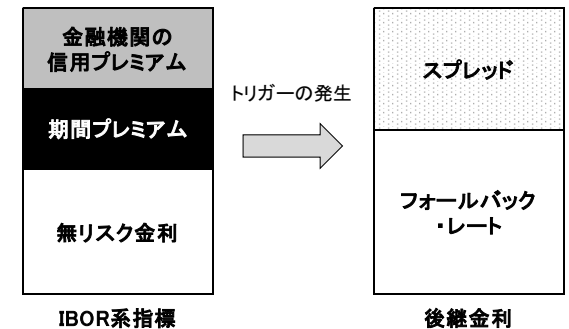 金融機関の
信用プレミアム
期間プレミアム
無リスク金利
IBOR系指標
トリガーの発生
スプレッド
フォールバック
・レート
後継金利